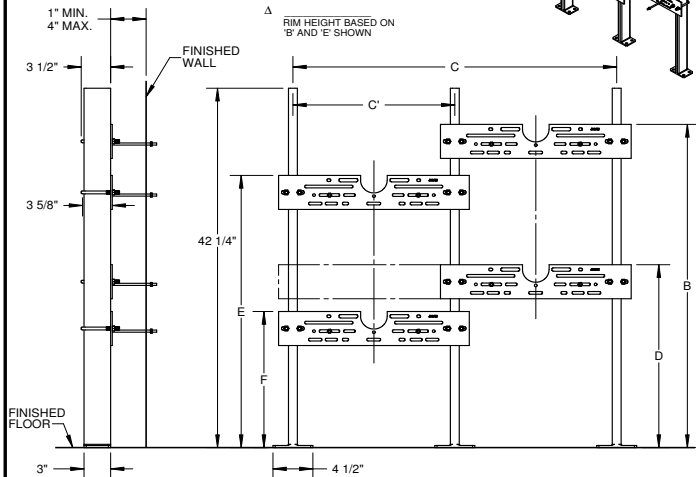 1" MIN.
4" MAX.
Δ
RIM HEIGHT BASED ON
'B' AND 'E' SHOWN
FINISHED
WALL
3 1/2"
C
C'
3 5/8"
42 1/4"
E
B
F
D
FINISHED
FLOOR
3"
4 1/2"